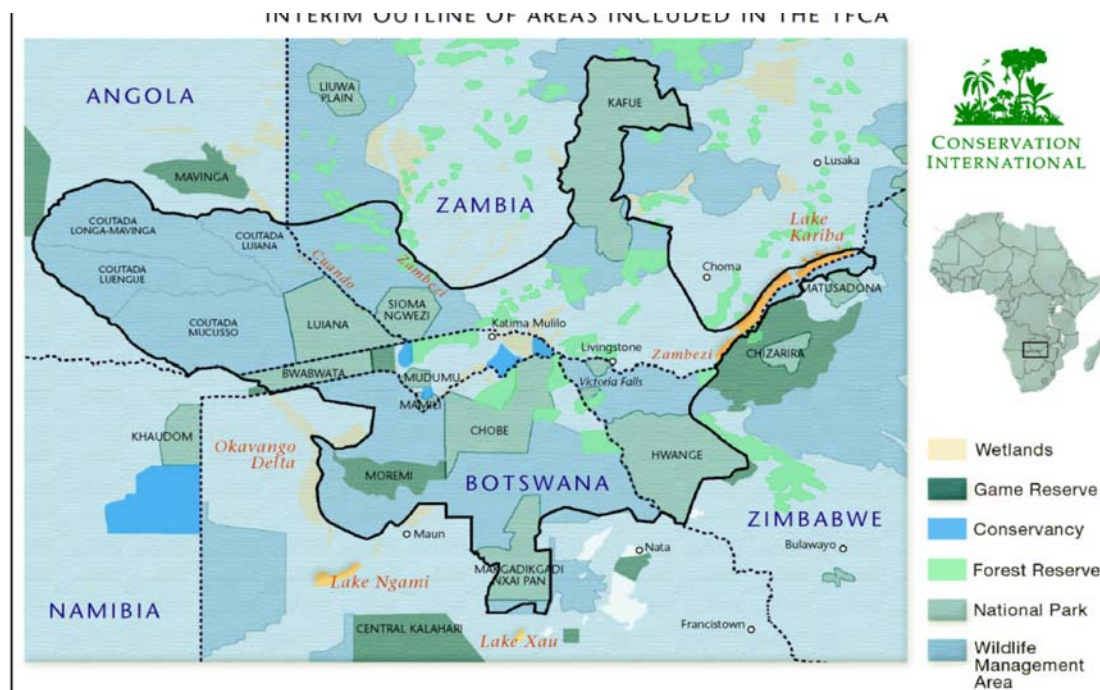 INTERIM OUTLINE OF AREAS INCLUDED IN THE TFCA
ANGOLA
LIUWA
PLAIN
KAFUE
MAVINGA
ZAMBIA
Lusaka
COUTADA
LONGA-MAVINGA
COUTADA
LUIANA
Lake
Kariba
COUTADA
LUENGUE
Cuando
Zambezi
Choma
MATUSADONA
SIOMA
NGWEZI
COUTADA
MUCUSSO
LUIANA
Katima Mulilo
Livingstone
Zambezi
CHIZARIRA
BWABWATA
MUDUMU
Victoria Falls
MAMILI
KHAUDOM
Okavango
Delta
CHOBE
MOREMI
HWANGE
BOTSWANA
ZIMBABWE
Maun
Nata
Bulawayo
MAKGADIKGADI
NXAI PAN
Lake Ngami
NAMIBIA
CENTRAL KALAHARI
Lake Xau
Francistown
CONSERVATION
INTERNATIONAL
Wetlands
Game Reserve
Conservancy
Forest Reserve
National Park
Wildlife
Management
Area